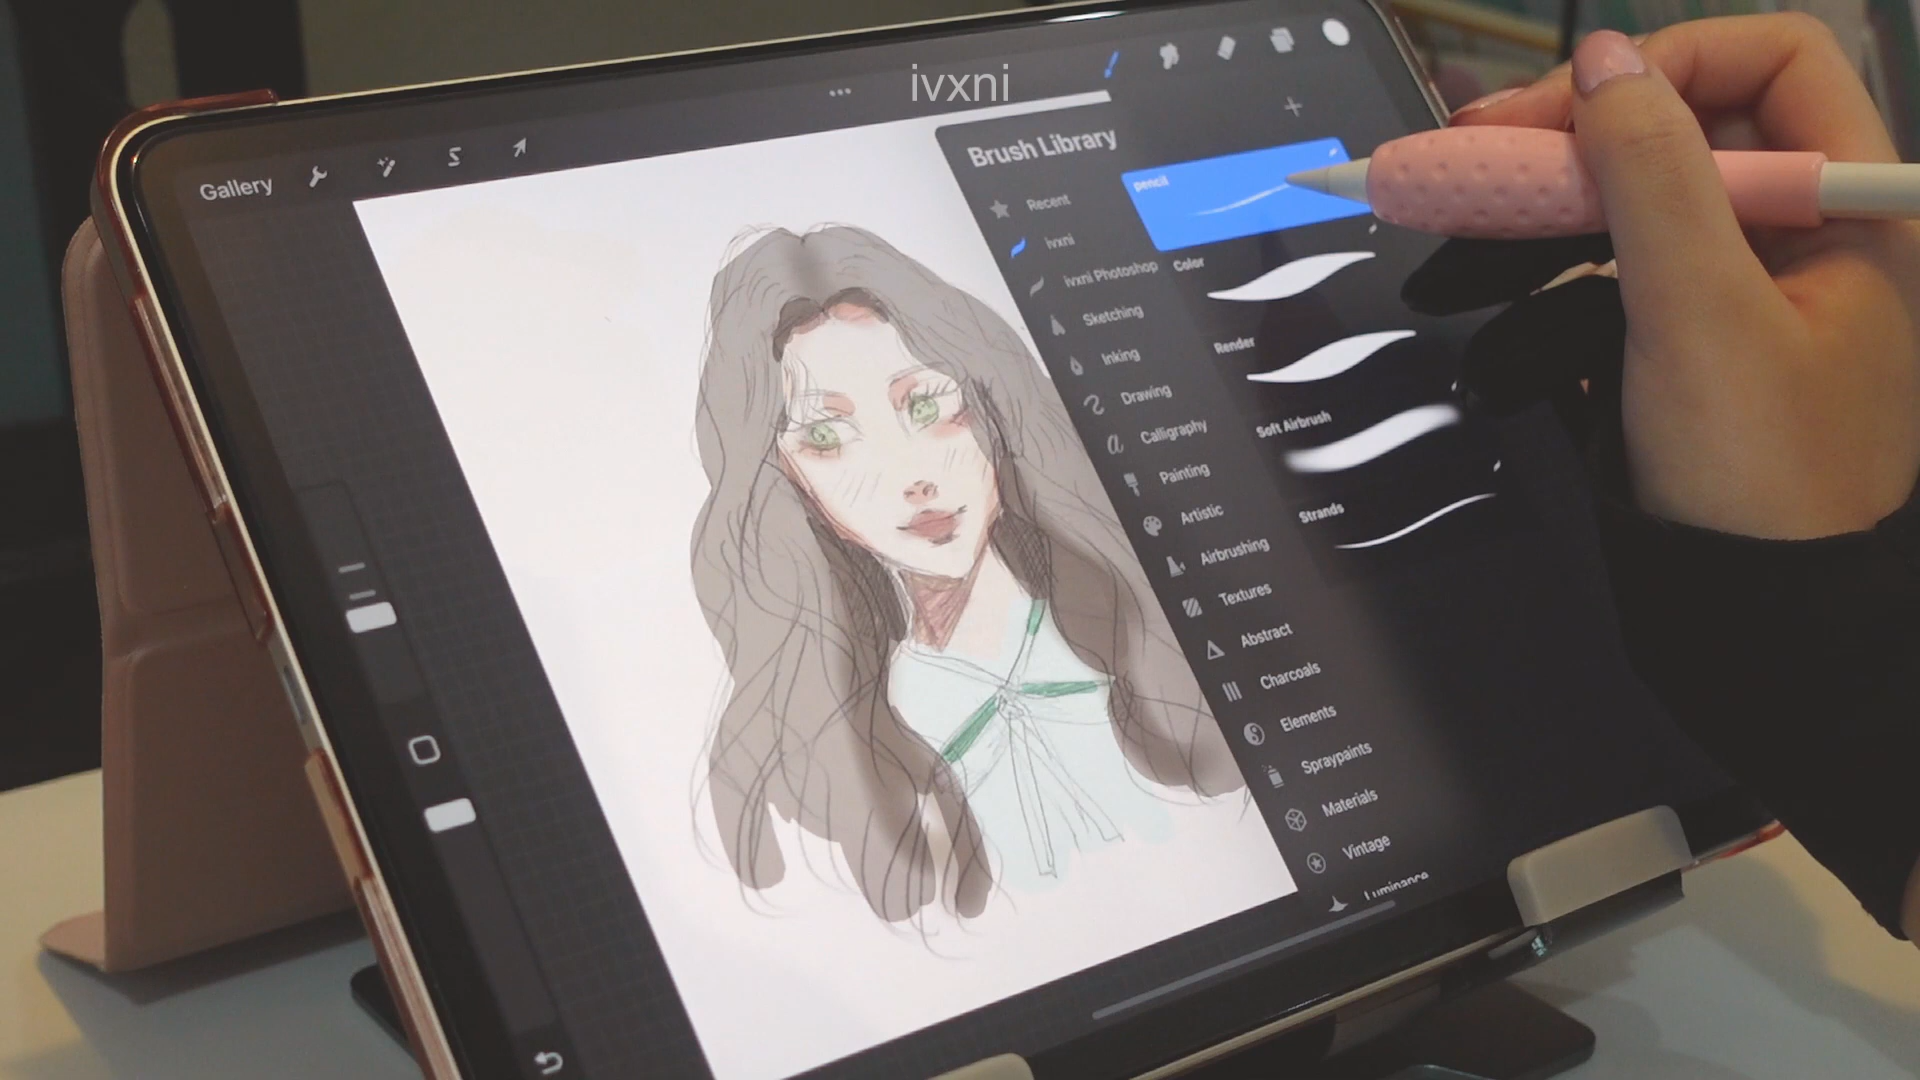 ivxni
Gallery
Brush Library
Recent
ivxni
ivxni Photoshop
Sketching
Inking
Drawing
Calligraphy
Painting
Artistic
Airbrushing
Textures
Abstract
Charcoals
Elements
Spraypaints
Materials
Vintage
Luminance
pencil
Color
Render
Soft Airbrush
Strands